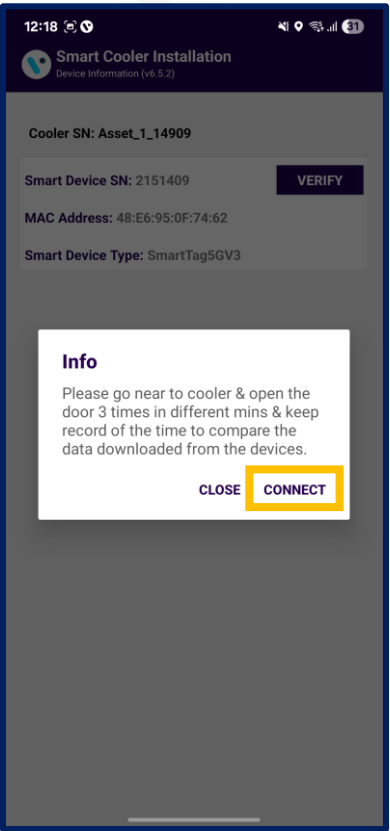 12:18 31
Smart Cooler Installation
Device Information (v6.5.2)
Cooler SN: Asset_1_14909
Smart Device SN: 2151409 VERIFY
MAC Address: 48:E6:95:0F:74:62
Smart Device Type: SmartTag5GV3
Info
Please go near to cooler & open the
door 3 times in different mins & keep
record of the time to compare the
data downloaded from the devices.
CLOSE CONNECT